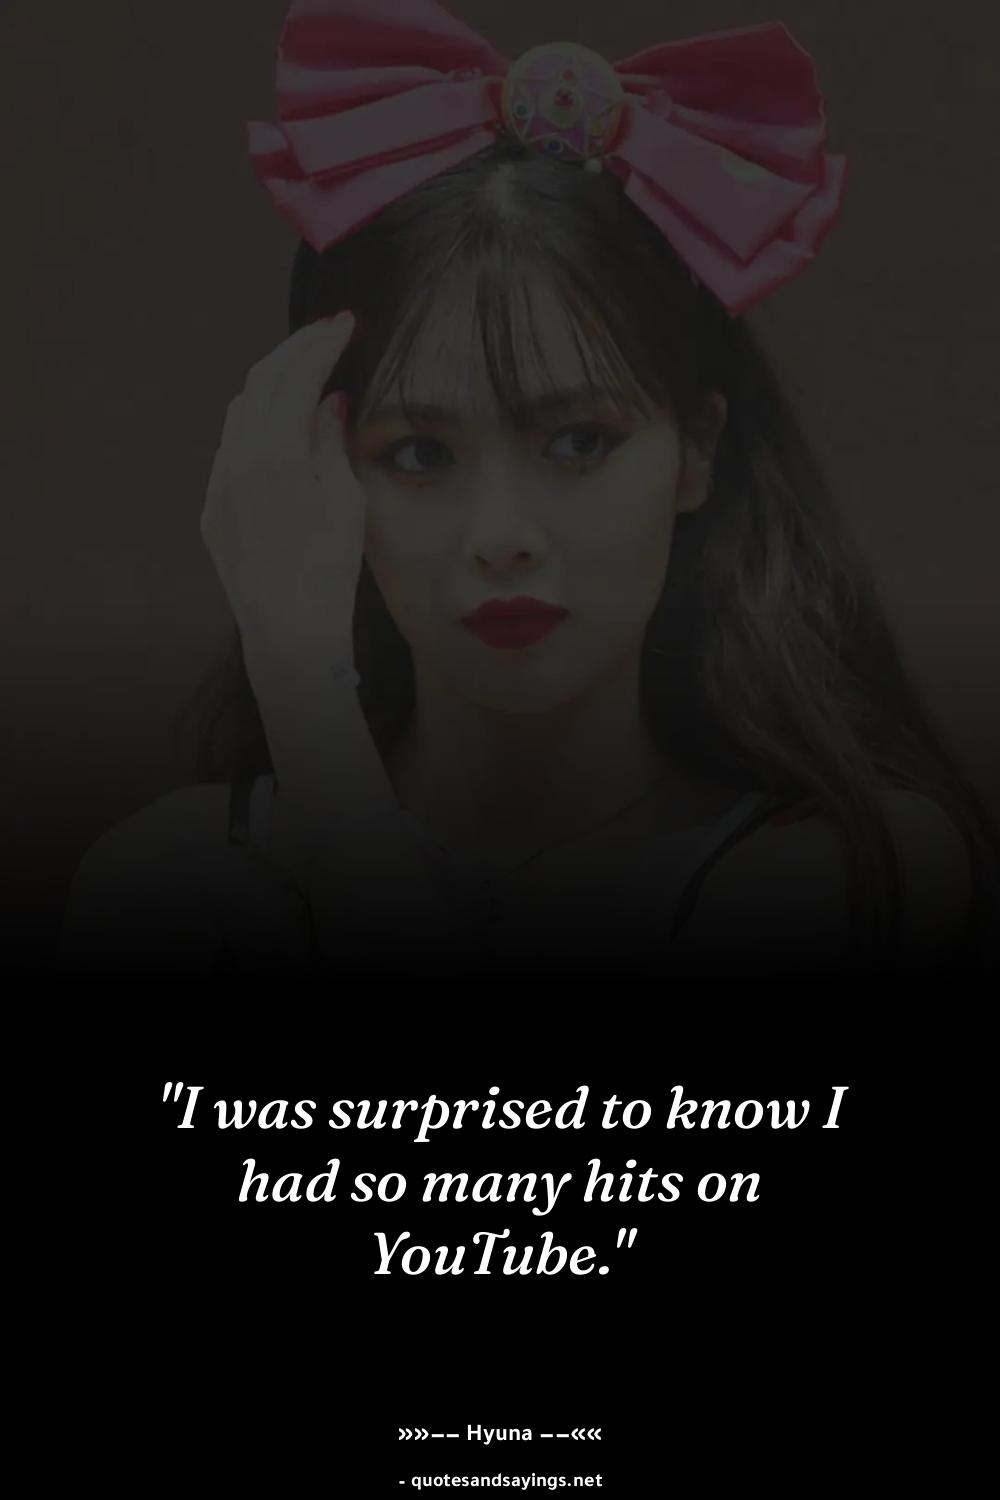 "I was surprised to know I
had so many hits on
YouTube."
»»–– Hyuna ––««
- quotesandsayings.net